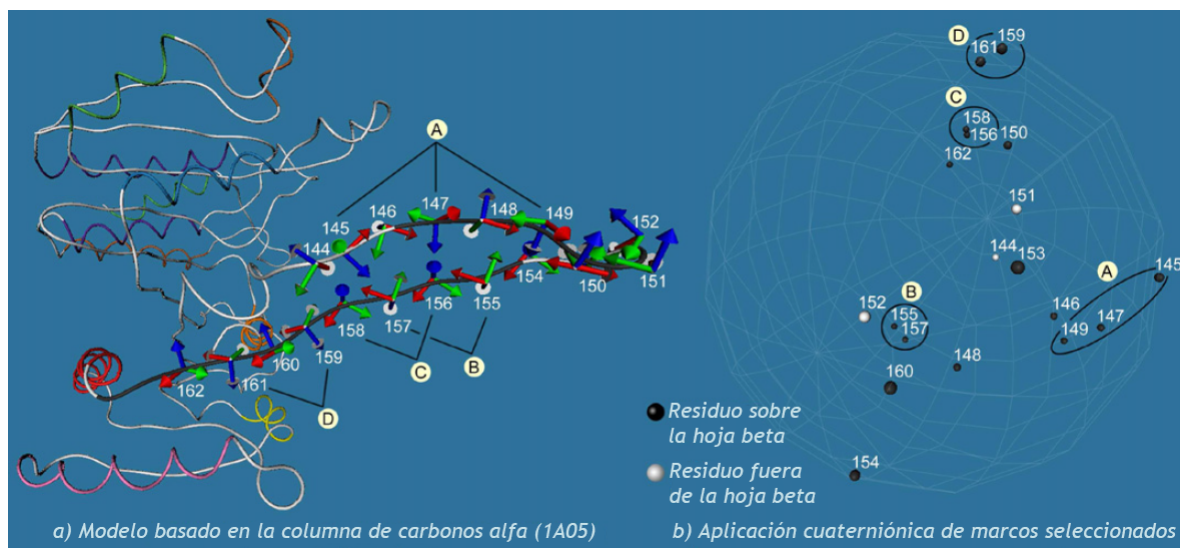 A
147
146
148
145
149
144
152
154
151
150
155
156
157
158
159
B
160
C
162
161
D
a) Modelo basado en la columna de carbonos alfa (1A05)
D
159
161
C
158
156
150
162
151
144
153
A
145
B
152
155
157
146
147
149
148
160
154
Residuo sobre
la hoja beta
Residuo fuera
de la hoja beta
b) Aplicación cuaterniónica de marcos seleccionados